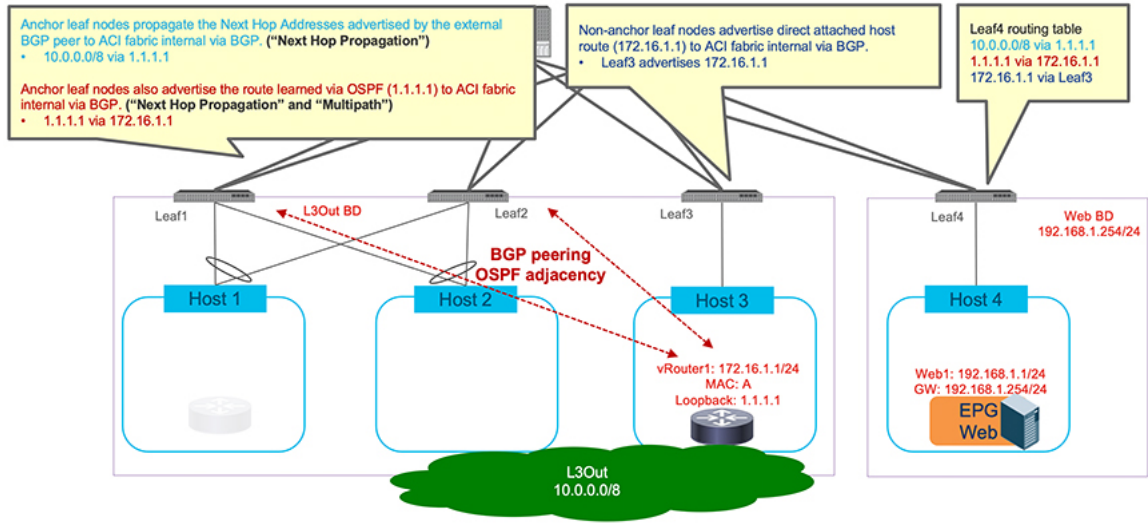 Anchor leaf nodes propagate the Next Hop Addresses advertised by the external
BGP peer to ACI fabric internal via BGP. (“Next Hop Propagation”)
• 10.0.0.0/8 via 1.1.1.1
Anchor leaf nodes also advertise the route learned via OSPF (1.1.1.1) to ACI fabric
internal via BGP. (“Next Hop Propagation” and “Multipath”)
• 1.1.1.1 via 172.16.1.1
Non-anchor leaf nodes advertise direct attached host
route (172.16.1.1) to ACI fabric internal via BGP.
• Leaf3 advertises 172.16.1.1
Leaf4 routing table
10.0.0.0/8 via 1.1.1.1
1.1.1.1 via 172.16.1.1
172.16.1.1 via Leaf3
Leaf1
L3Out BD
Leaf2
Leaf3
Leaf4
Web BD
192.168.1.254/24
BGP peering
OSPF adjacency
Host 1
Host 2
Host 3
Host 4
vRouter1: 172.16.1.1/24
MAC: A
Loopback: 1.1.1.1
Web1: 192.168.1.1/24
GW: 192.168.1.254/24
EPG
Web
L3Out
10.0.0.0/8